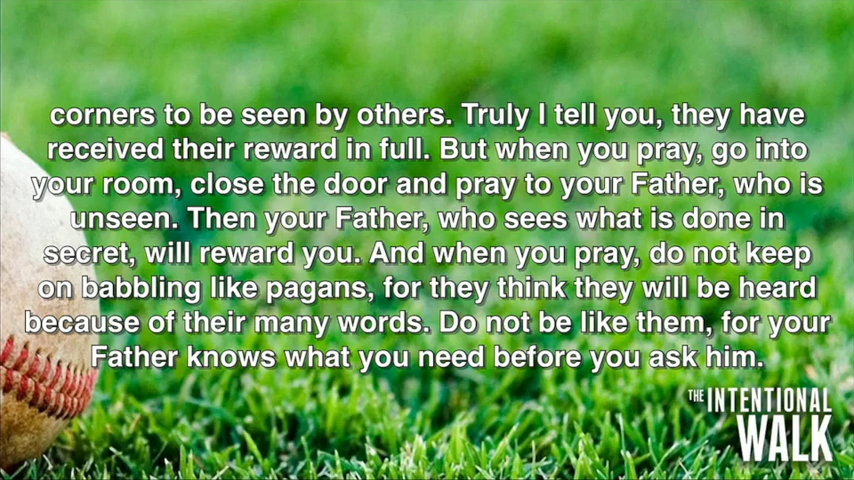 corners to be seen by others. Truly I tell you, they have
received their reward in full. But when you pray, go into
your room, close the door and pray to your Father, who is
unseen. Then your Father, who sees what is done in
secret, will reward you. And when you pray, do not keep
on babbling like pagans, for they think they will be heard
because of their many words. Do not be like them, for your
Father knows what you need before you ask him.
THE INTENTIONAL
WALK